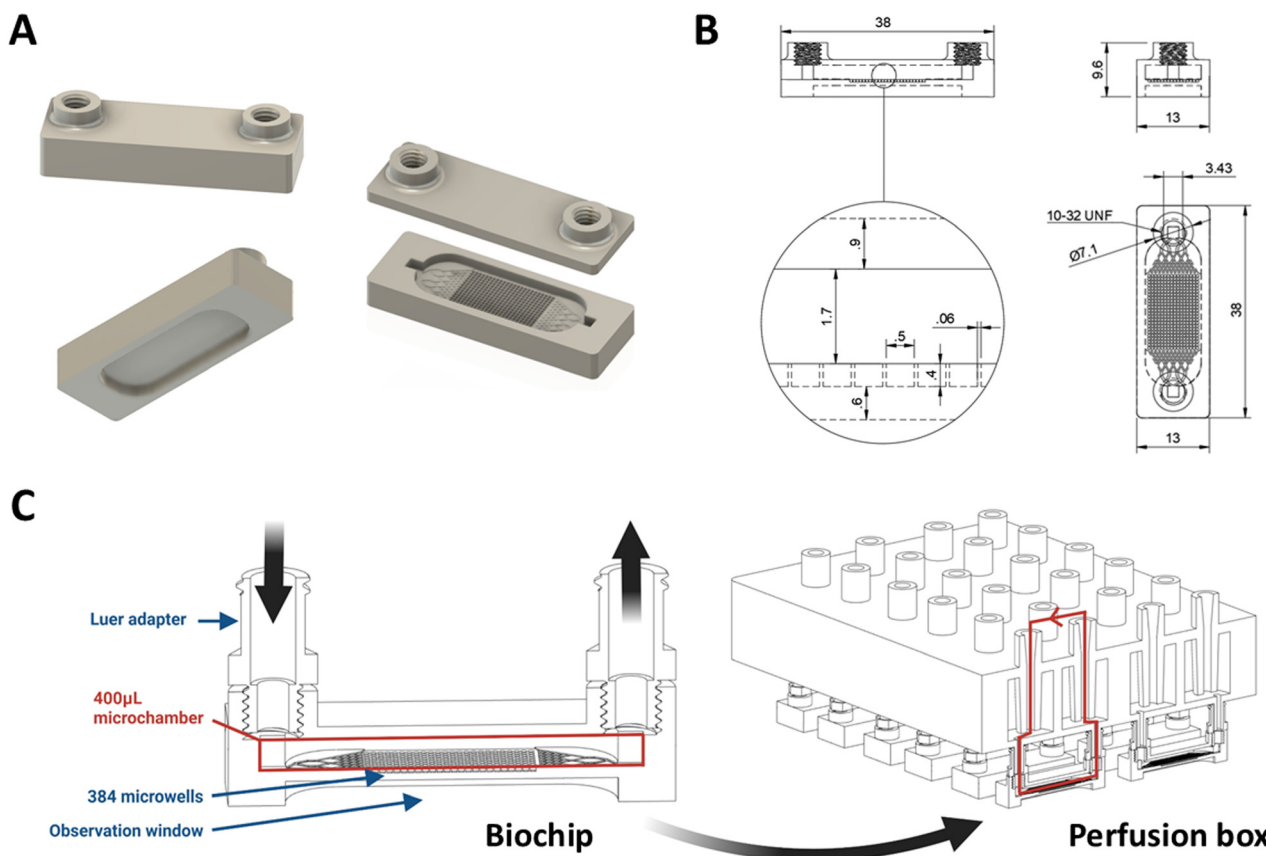 A
B
38
9.6
13
3.43
10-32 UNF
Ø7.1
38
13
.9
1.7
.06
.5
.4
.6
C
Luer adapter
400µL
microchamber
384 microwells
Observation window
Biochip
Perfusion box